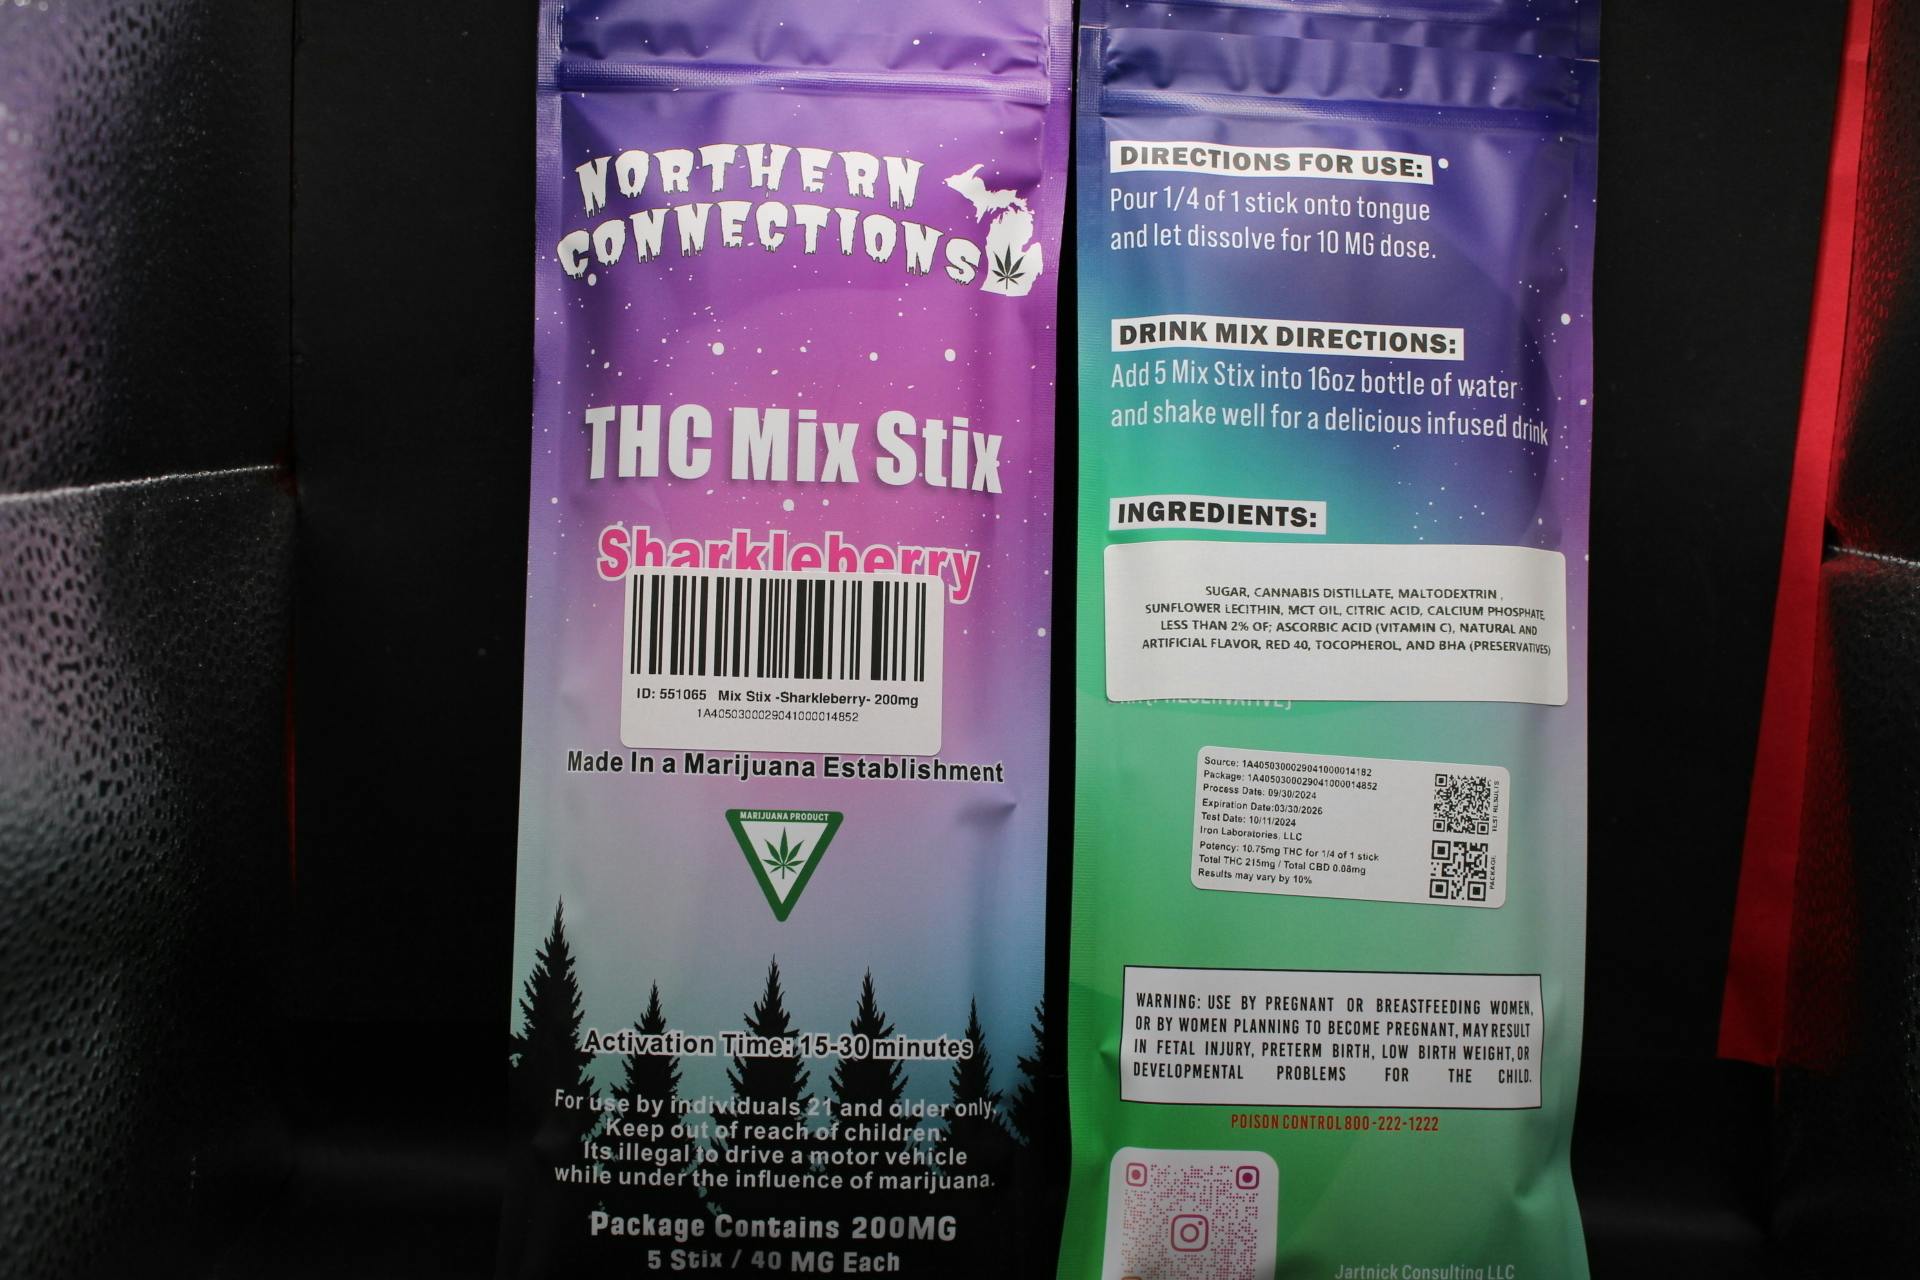 NORTHERN
CONNECTIONS
THC Mix Stix
Sharkleberry
ID: 551065 Mix Stix -Sharkleberry- 200mg
1A4050300029041000014852
Made In a Marijuana Establishment
MARIJUANA PRODUCT
Activation Time: 15-30 minutes
For use by individuals 21 and older only,
Keep out of reach of children.
Its illegal to drive a motor vehicle
while under the influence of marijuana.
Package Contains 200MG
5 Stix / 40 MG Each
DIRECTIONS FOR USE:
Pour 1/4 of 1 stick onto tongue
and let dissolve for 10 MG dose.
DRINK MIX DIRECTIONS:
Add 5 Mix Stix into 16oz bottle of water
and shake well for a delicious infused drink
INGREDIENTS:
SUGAR, CANNABIS DISTILLATE, MALTODEXTRIN ,
SUNFLOWER LECITHIN, MCT OIL, CITRIC ACID, CALCIUM PHOSPHATE,
LESS THAN 2% OF; ASCORBIC ACID (VITAMIN C), NATURAL AND
ARTIFICIAL FLAVOR, RED 40, TOCOPHEROL, AND BHA (PRESERVATIVES)
Source: 1A4050300029041000014182
Package: 1A4050300029041000014852
Process Date: 09/30/2024
Expiration Date:03/30/2026
Test Date: 10/11/2024
Iron Laboratories, LLC
Potency: 10.75mg THC for 1/4 of 1 stick
Total THC 215mg / Total CBD 0.08mg
Results may vary by 10%
TEST RESULTS
PACKAGE
WARNING: USE BY PREGNANT OR BREASTFEEDING WOMEN,
OR BY WOMEN PLANNING TO BECOME PREGNANT, MAY RESULT
IN FETAL INJURY, PRETERM BIRTH, LOW BIRTH WEIGHT, OR
DEVELOPMENTAL PROBLEMS FOR THE CHILD.
POISON CONTROL 800-222-1222
Jartnick Consulting LLC